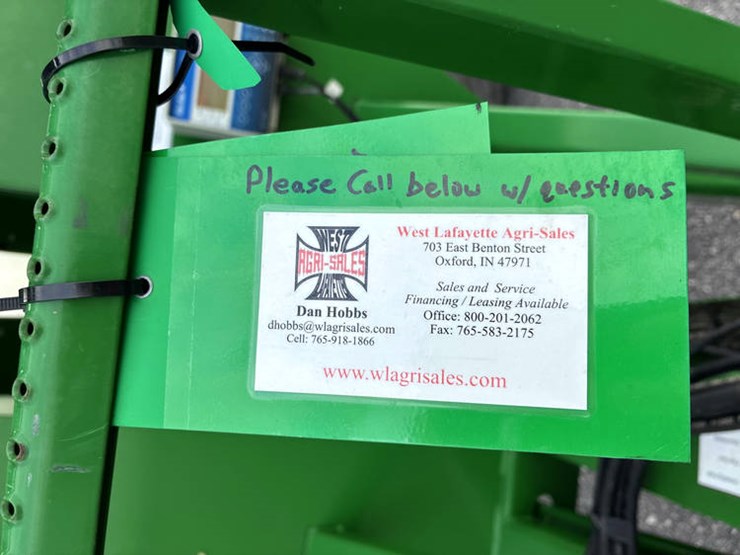 Please Call below w/ questions
WEST
AGRI-SALES
Dan Hobbs
dhobbs@wlagrisales.com
Cell: 765-918-1866
West Lafayette Agri-Sales
703 East Benton Street
Oxford, IN 47971
Sales and Service
Financing / Leasing Available
Office: 800-201-2062
Fax: 765-583-2175
www.wlagrisales.com